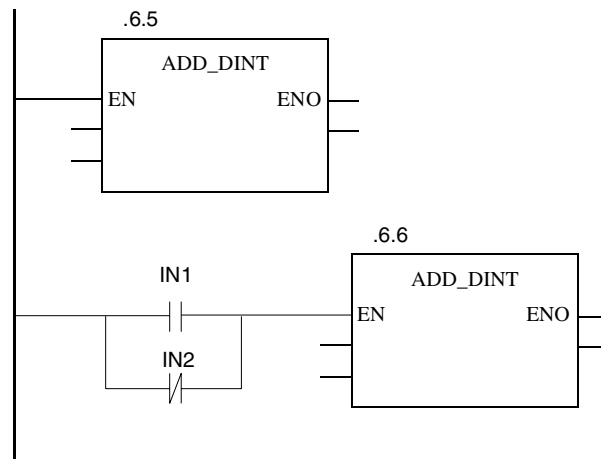 .6.5
ADD_DINT
EN ENO
.6.6
IN1
ADD_DINT
EN ENO
IN2